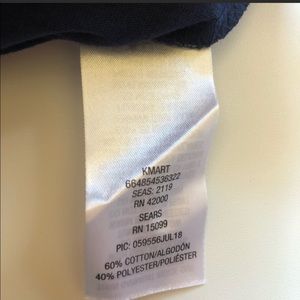 KMART
664854536322
SEAS: 2119
RN 42000
SEARS
RN 15099
PIC: 059556JUL18
60% COTTON/ALGODÓN
40% POLYESTER/POLIÉSTER